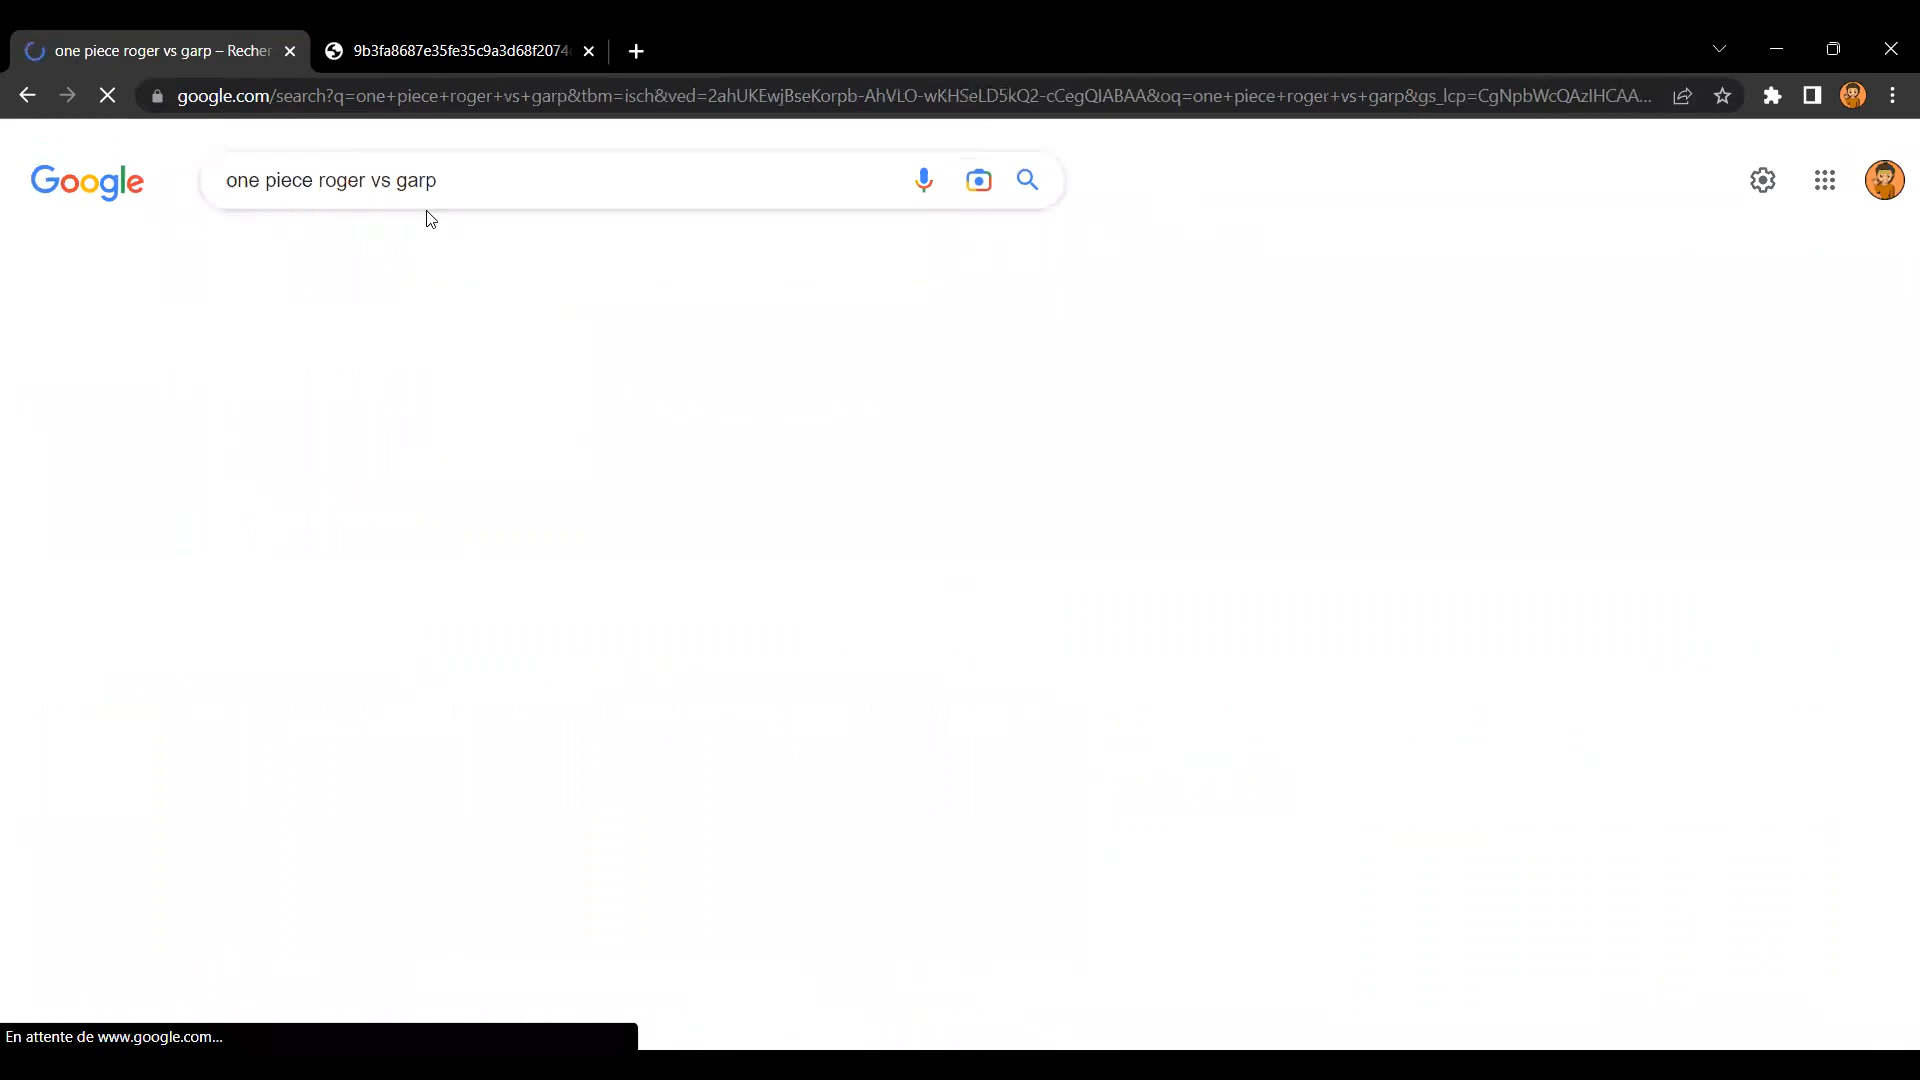 one piece roger vs garp – Recher
9b3fa8687e35fe35c9a3d68f2074
google.com/search?q=one+piece+roger+vs+garp&tbm=isch&ved=2ahUKEwjBseKorpb-AhVLO-wKHSeLD5kQ2-cCegQIABAA&oq=one+piece+roger+vs+garp&gs_lcp=CgNpbWcQAzIHCAA...
Google
one piece roger vs garp
En attente de www.google.com...